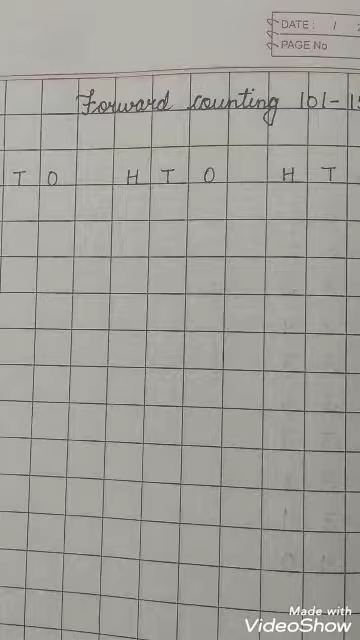 DATE: /
PAGE No
Forward counting 101-
T O H T O H T
Made with
VideoShow